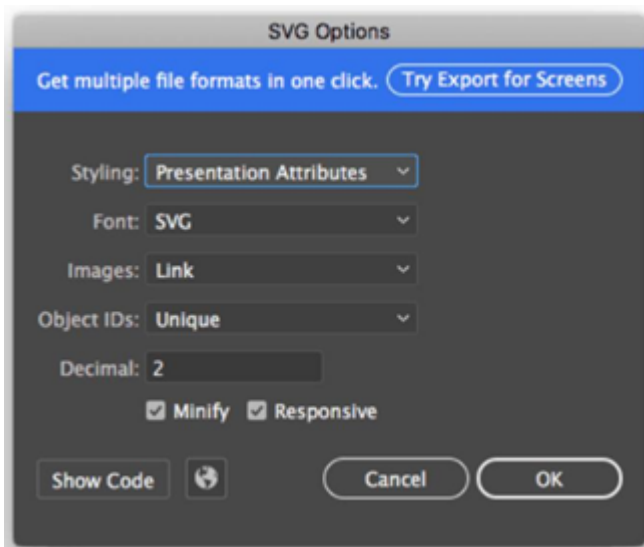 SVG Options
Get multiple file formats in one click. Try Export for Screens
Styling: Presentation Attributes
Font: SVG
Images: Link
Object IDs: Unique
Decimal: 2
Minify Responsive
Show Code Cancel OK